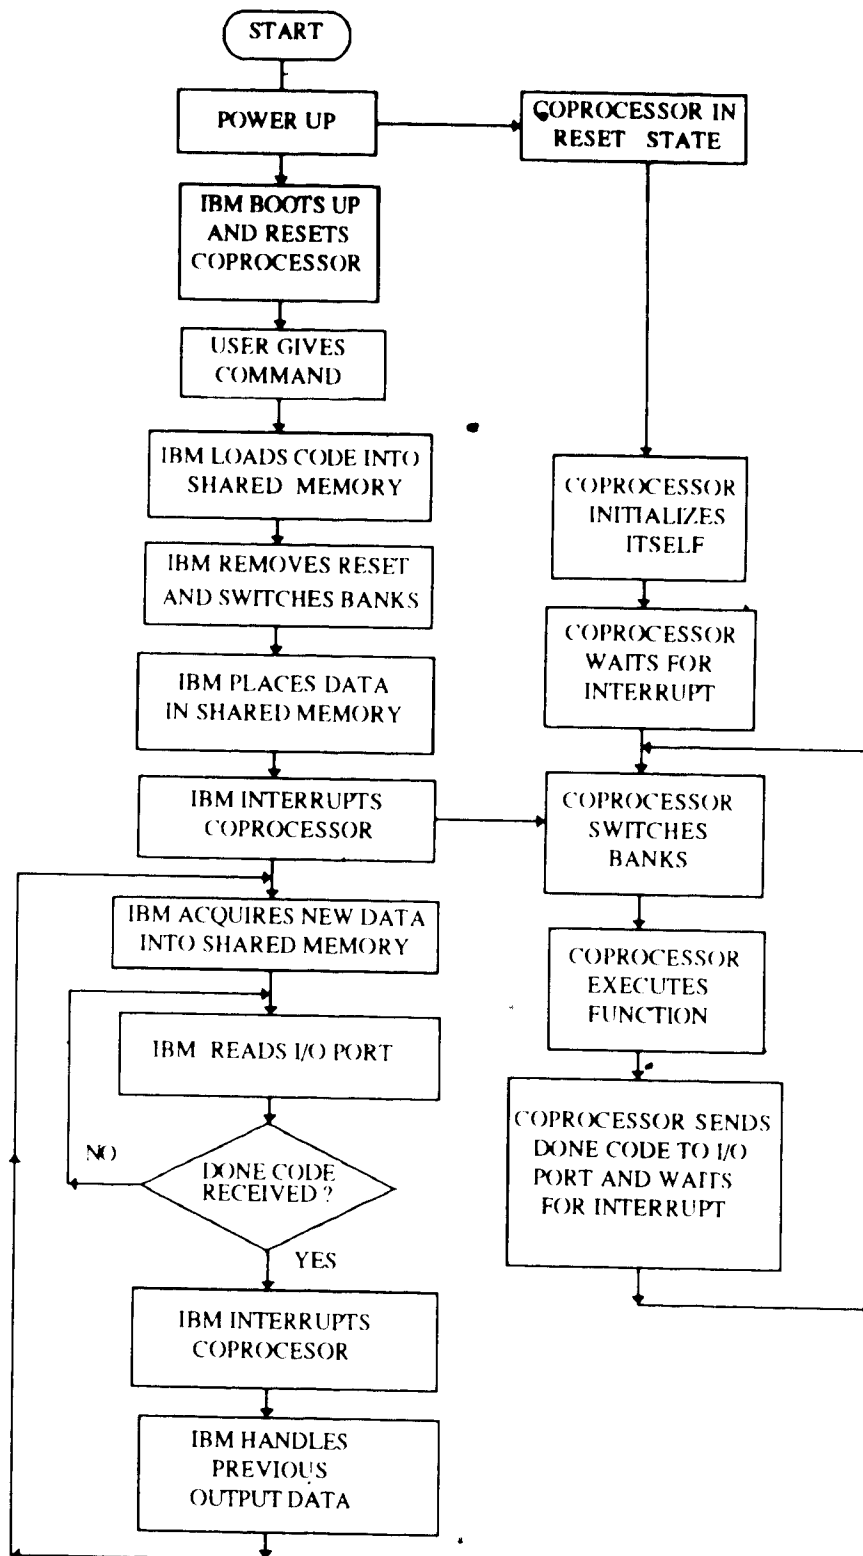 START
POWER UP
COPROCESSOR IN
RESET STATE
IBM BOOTS UP
AND RESETS
COPROCESSOR
USER GIVES
COMMAND
IBM LOADS CODE INTO
SHARED MEMORY
IBM REMOVES RESET
AND SWITCHES BANKS
IBM PLACES DATA
IN SHARED MEMORY
IBM INTERRUPTS
COPROCESSOR
IBM ACQUIRES NEW DATA
INTO SHARED MEMORY
IBM READS I/O PORT
NO
DONE CODE
RECEIVED ?
YES
IBM INTERRUPTS
COPROCESOR
IBM HANDLES
PREVIOUS
OUTPUT DATA
COPROCESSOR
INITIALIZES
ITSELF
COPROCESSOR
WAITS FOR
INTERRUPT
COPROCESSOR
SWITCHES
BANKS
COPROCESSOR
EXECUTES
FUNCTION
COPROCESSOR SENDS
DONE CODE TO I/O
PORT AND WAITS
FOR INTERRUPT